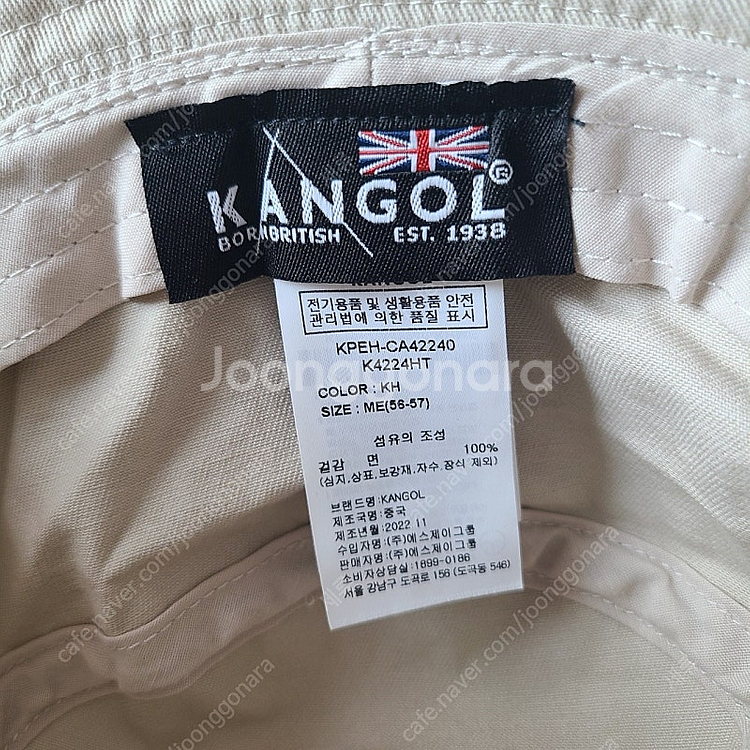 KANGOL®
BORN BRITISH EST. 1938
전기용품 및 생활용품 안전
관리법에 의한 품질 표시
KPEH-CA42240
K4224HT
Joonggonara
COLOR : KH
SIZE : ME(56-57)
섬유의 조성
겉감 면 100%
(심지,상표,보강재,자수,장식 제외)
브랜드명:KANGOL
제조국명:중국
제조년월:2022.11
수입자명:(주)에스제이그룹
판매자명:(주)에스제이그룹
소비자상담실:1899-0186
서울 강남구 도곡로 156 (도곡동 546)
cafe.naver.com/joonggonara